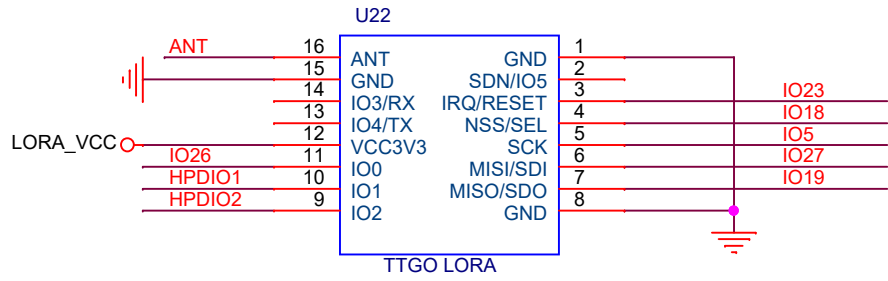 U22
ANT 16 ANT GND 1
15 GND SDN/IO5 2
14 IO3/RX IRQ/RESET 3 IO23
13 IO4/TX NSS/SEL 4 IO18
LORA_VCC 12 VCC3V3 SCK 5 IO5
IO26 11 IO0 MISI/SDI 6 IO27
HPDIO1 10 IO1 MISO/SDO 7 IO19
HPDIO2 9 IO2 GND 8
TTGO LORA